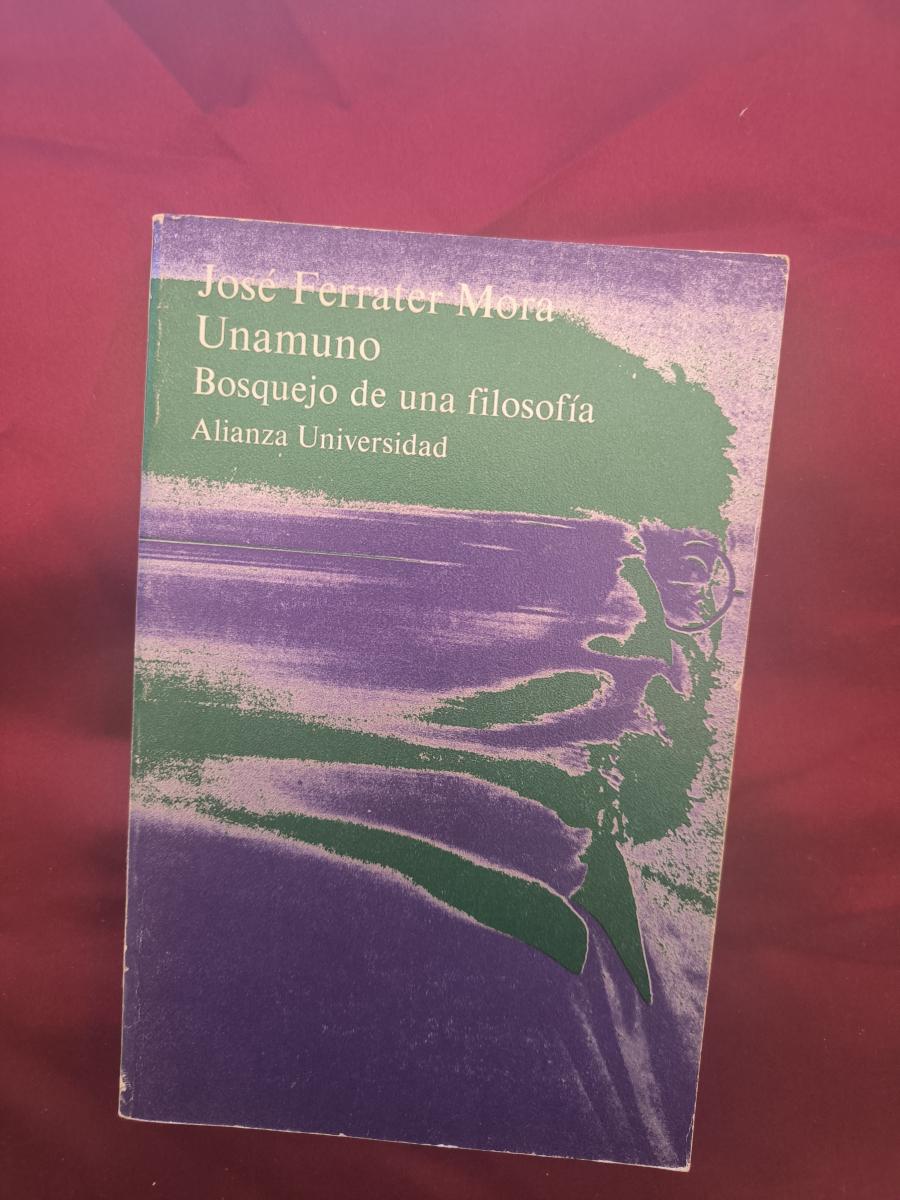 José Ferrater Mora
Unamuno
Bosquejo de una filosofía
Alianza Universidad